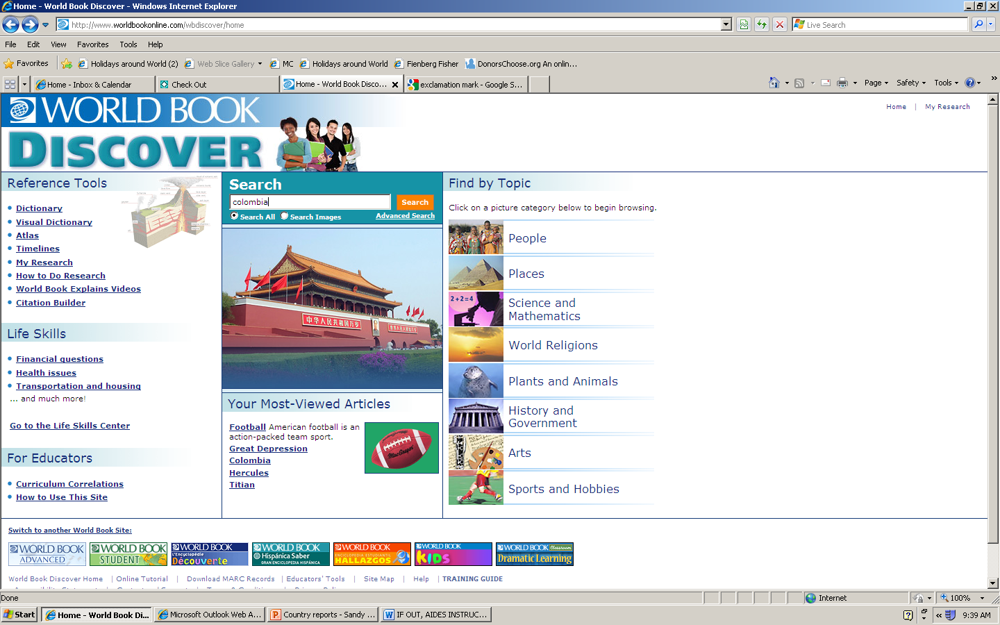 Home - World Book Discover - Windows Internet Explorer
http://www.worldbookonline.com/wbdiscover/home
Live Search
File Edit View Favorites Tools Help
Favorites Holidays around World (2) Web Slice Gallery MC Holidays around World Fienberg Fisher DonorsChoose.org An onlin...
Home - Inbox & Calendar Check Out Home - World Book Disco... exclamation mark - Google S... Page Safety Tools
WORLD BOOK
DISCOVER
Home | My Research
Reference Tools
Dictionary
Visual Dictionary
Atlas
Timelines
My Research
How to Do Research
World Book Explains Videos
Citation Builder
Life Skills
Financial questions
Health issues
Transportation and housing
... and much more!
Go to the Life Skills Center
For Educators
Curriculum Correlations
How to Use This Site
Search
colombia Search
Search All Search Images Advanced Search
中华人民共和国万岁
世界人民大团结万岁
Your Most-Viewed Articles
Football American football is an
action-packed team sport.
Great Depression
Colombia
Hercules
Titian
MacGregor
Find by Topic
Click on a picture category below to begin browsing.
People
Places
2+2=4
Science and
Mathematics
World Religions
Plants and Animals
History and
Government
Arts
Sports and Hobbies
Switch to another World Book Site:
WORLD BOOK ADVANCED
WORLD BOOK STUDENT
WORLD BOOK L'Encyclopédie Découverte
WORLD BOOK Hispánica Saber GRAN ENCICLOPEDIA HISPÁNICA
WORLD BOOK ENCICLOPEDIA ESTUDIANTIL HALLAZGOS
WORLD BOOK KIDS
WORLD BOOK Classroom Dramatic Learning
World Book Discover Home | Online Tutorial | Download MARC Records | Educators' Tools | Site Map | Help | TRAINING GUIDE
Done Internet 100%
Start Home - World Book Di... Microsoft Outlook Web A... Country reports - Sandy ... IF OUT, AIDES INSTRUC... 9:39 AM